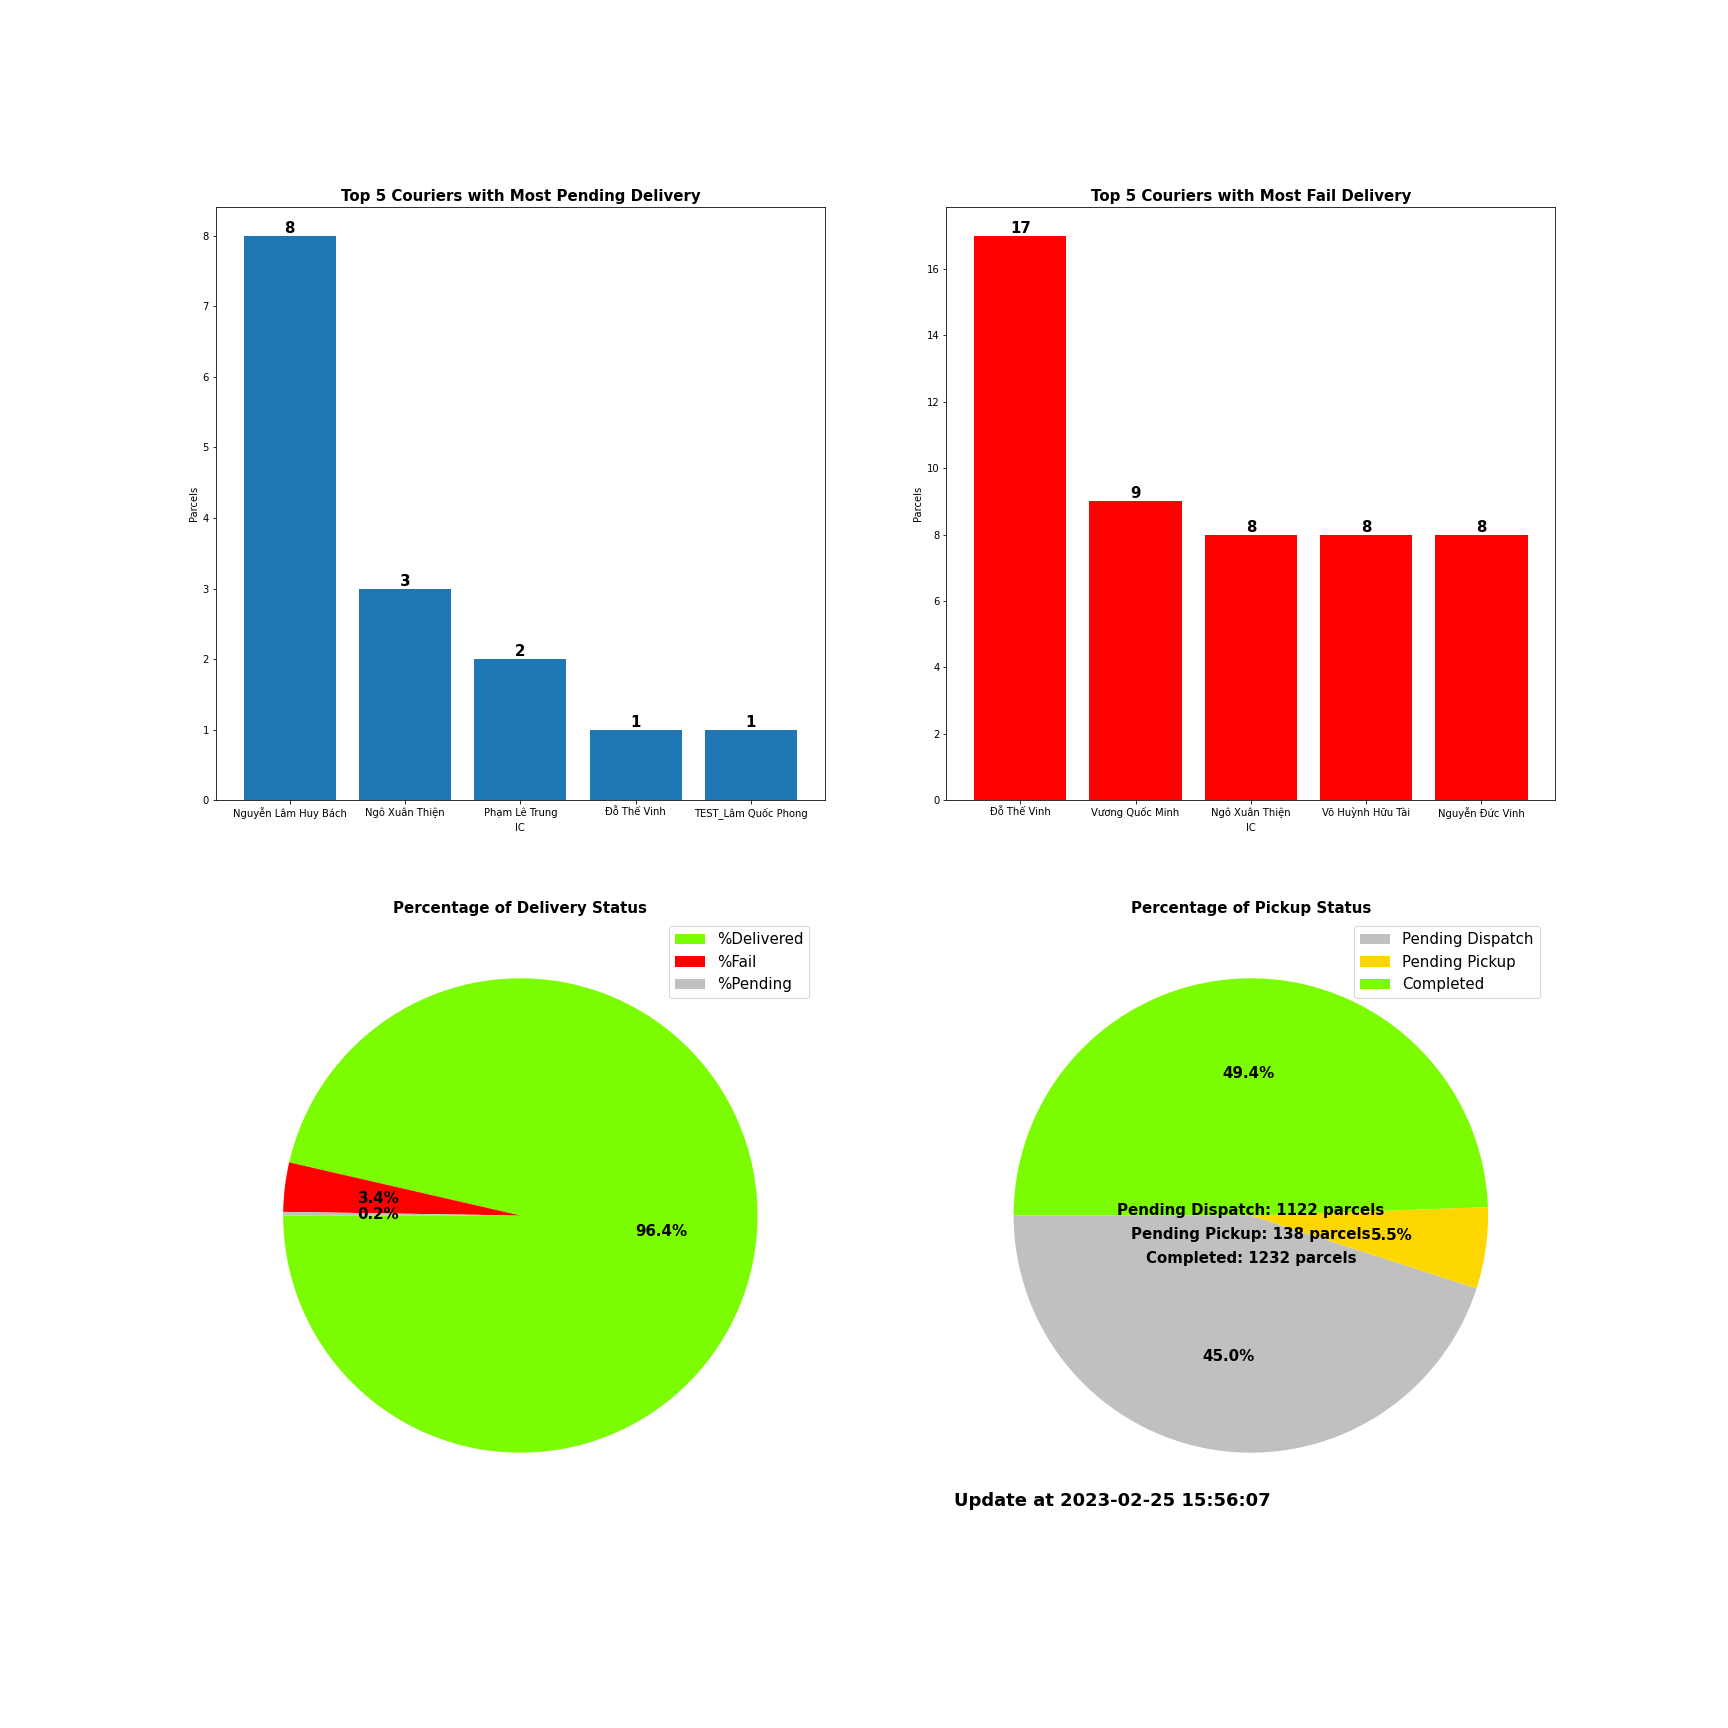 Top 5 Couriers with Most Pending Delivery
8
3
2
1
1
8
7
6
5
4
3
2
1
0
Parcels
Nguyễn Lâm Huy Bách
Ngô Xuân Thiện
Phạm Lê Trung
Đỗ Thế Vinh
TEST_Lâm Quốc Phong
IC
Top 5 Couriers with Most Fail Delivery
17
9
8
8
8
16
14
12
10
8
6
4
2
0
Parcels
Đỗ Thế Vinh
Vương Quốc Minh
Ngô Xuân Thiện
Võ Huỳnh Hữu Tài
Nguyễn Đức Vinh
IC
Percentage of Delivery Status
%Delivered
%Fail
%Pending
3.4%
0.2%
96.4%
Percentage of Pickup Status
Pending Dispatch
Pending Pickup
Completed
49.4%
Pending Dispatch: 1122 parcels
Pending Pickup: 138 parcels
5.5%
Completed: 1232 parcels
45.0%
Update at 2023-02-25 15:56:07